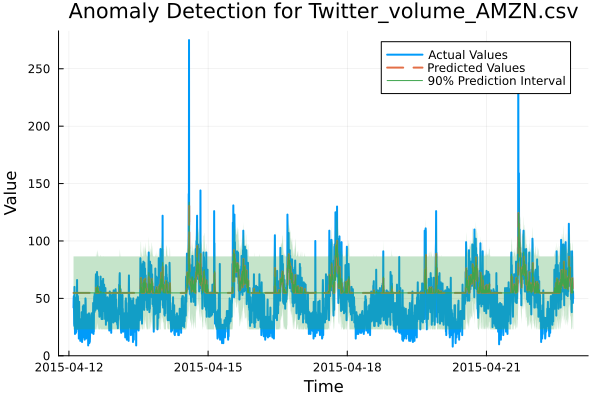 Anomaly Detection for Twitter_volume_AMZN.csv
Actual Values
Predicted Values
90% Prediction Interval
250
200
150
100
50
0
Value
2015-04-12
2015-04-15
2015-04-18
2015-04-21
Time